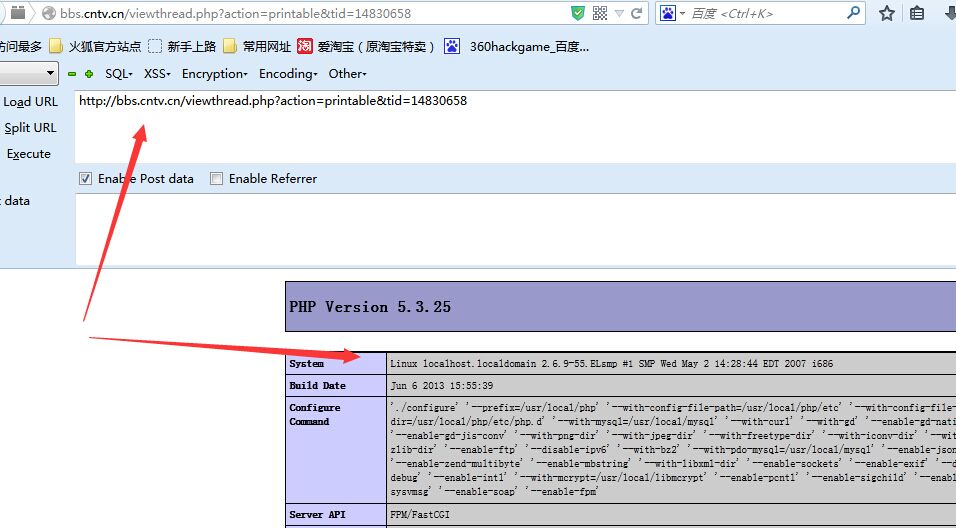 bbs.cntv.cn/viewthread.php?action=printable&tid=14830658
百度 <Ctrl+K>
访问最多 火狐官方站点 新手上路 常用网址 爱淘宝（原淘宝特卖） 360hackgame_百度...
SQL XSS Encryption Encoding Other
Load URL
http://bbs.cntv.cn/viewthread.php?action=printable&tid=14830658
Split URL
Execute
Enable Post data Enable Referrer
data
PHP Version 5.3.25
System Linux localhost.localdomain 2.6.9-55.ELsmp #1 SMP Wed May 2 14:28:44 EDT 2007 i686
Build Date Jun 6 2013 15:55:39
Configure Command
'./configure' '--prefix=/usr/local/php' '--with-config-file-path=/usr/local/php/etc' '--with-config-file-
dir=/usr/local/php/etc/php.d' '--with-mysql=/usr/local/mysql' '--with-curl' '--with-gd' '--enable-gd-nati
'--enable-gd-jis-conv' '--with-png-dir' '--with-jpeg-dir' '--with-freetype-dir' '--with-iconv-dir' '--wit
zlib-dir' '--enable-ftp' '--disable-ipv6' '--with-bz2' '--with-pdo-mysql=/usr/local/mysql' '--enable-json
'--enable-zend-multibyte' '--enable-mbstring' '--with-libxml-dir' '--enable-sockets' '--enable-exif' '--d
debug' '--enable-intl' '--with-mcrypt=/usr/local/libmcrypt' '--enable-pcntl' '--enable-sigchild' '--enabl
sysvmsg' '--enable-soap' '--enable-fpm'
Server API FPM/FastCGI